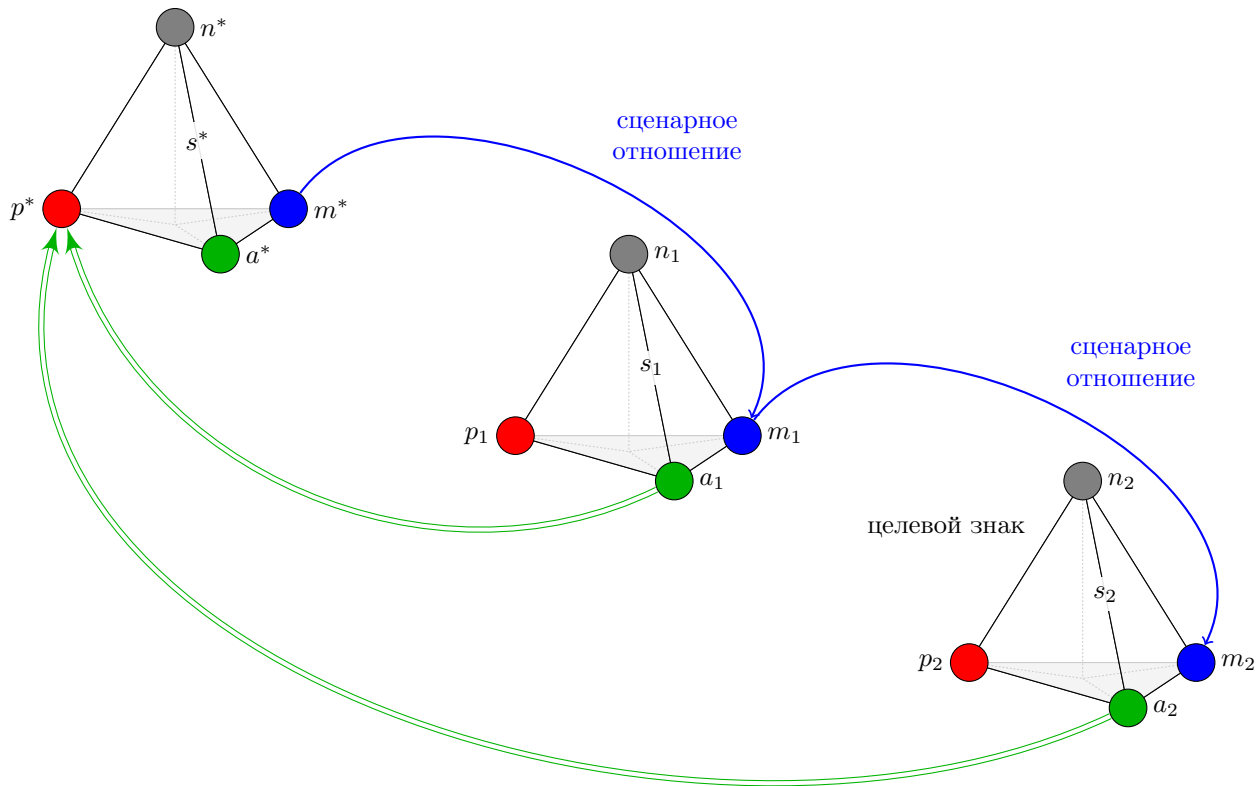 n*
s*
p*
m*
a*
сценарное
отношение
n₁
s₁
p₁
m₁
a₁
сценарное
отношение
n₂
целевой знак
s₂
p₂
m₂
a₂